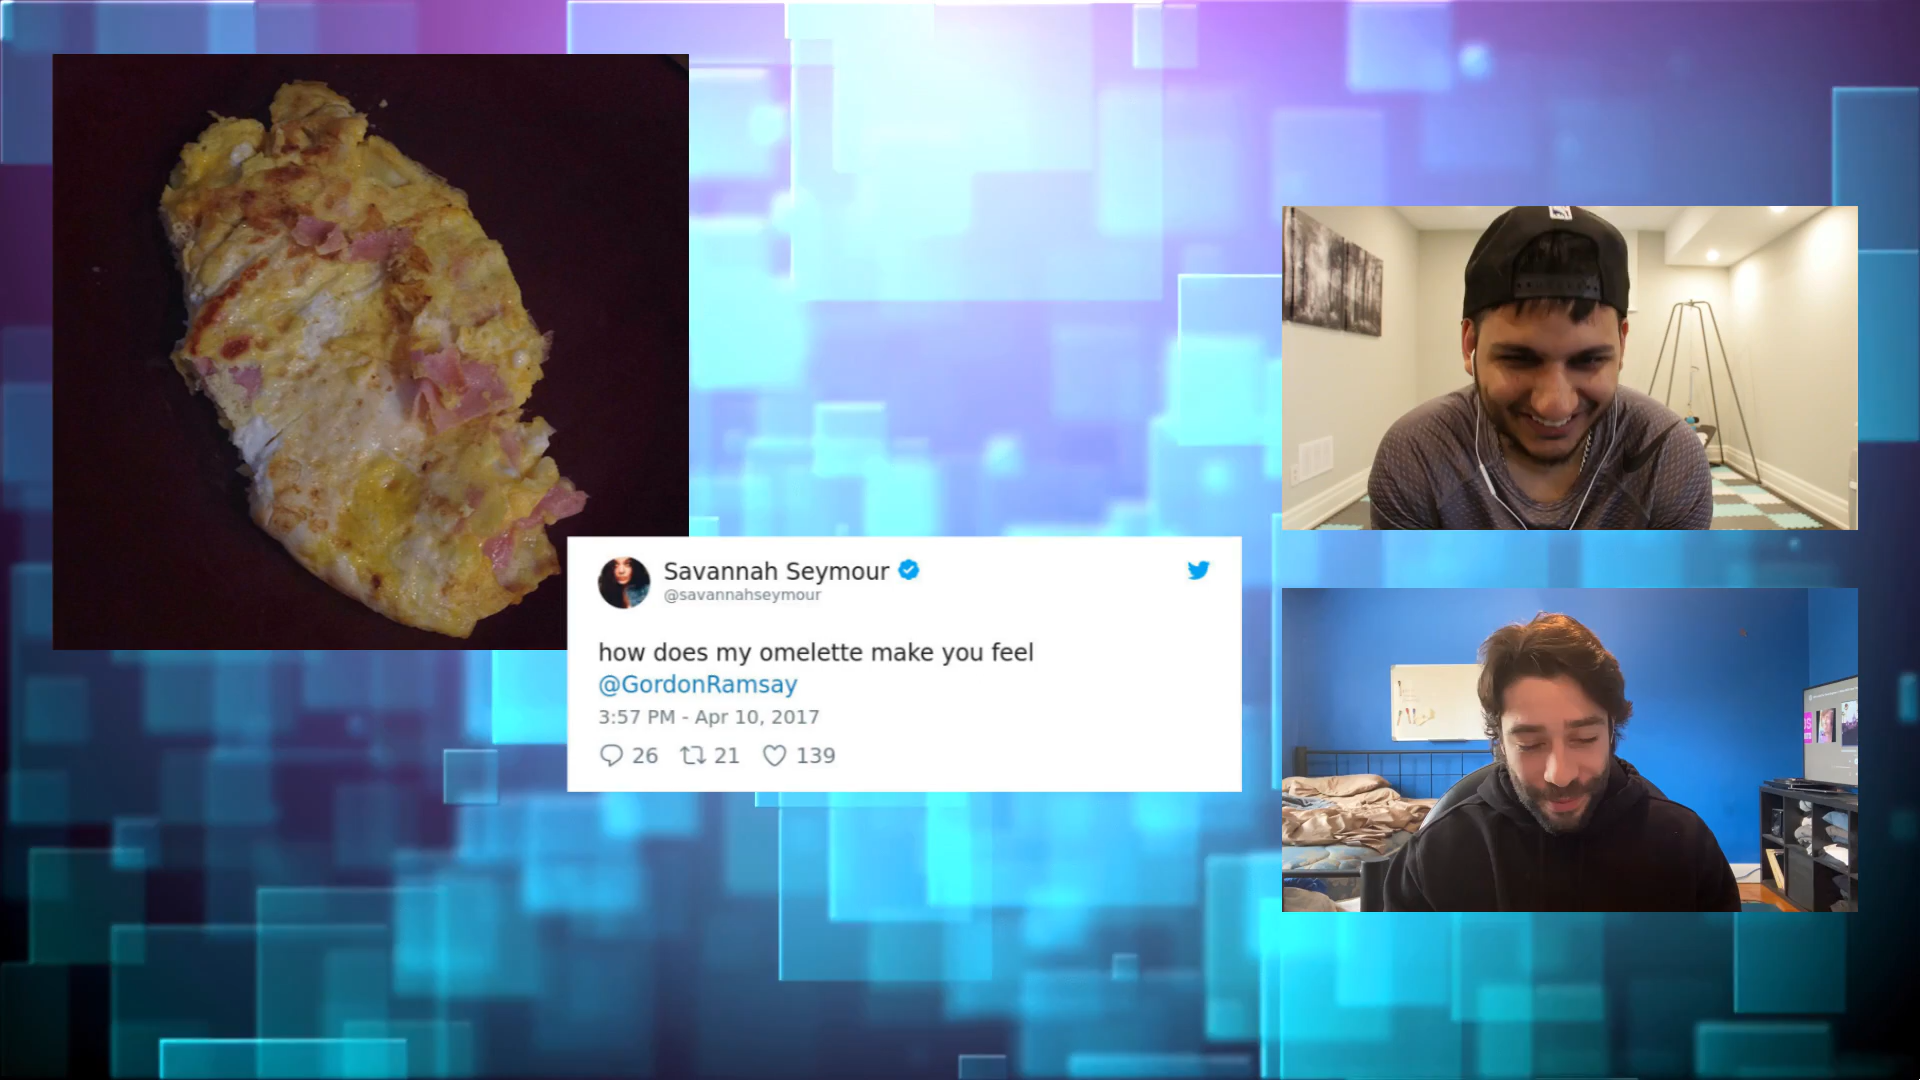 Savannah Seymour
@savannahseymour
how does my omelette make you feel
@GordonRamsay
3:57 PM - Apr 10, 2017
26 21 139